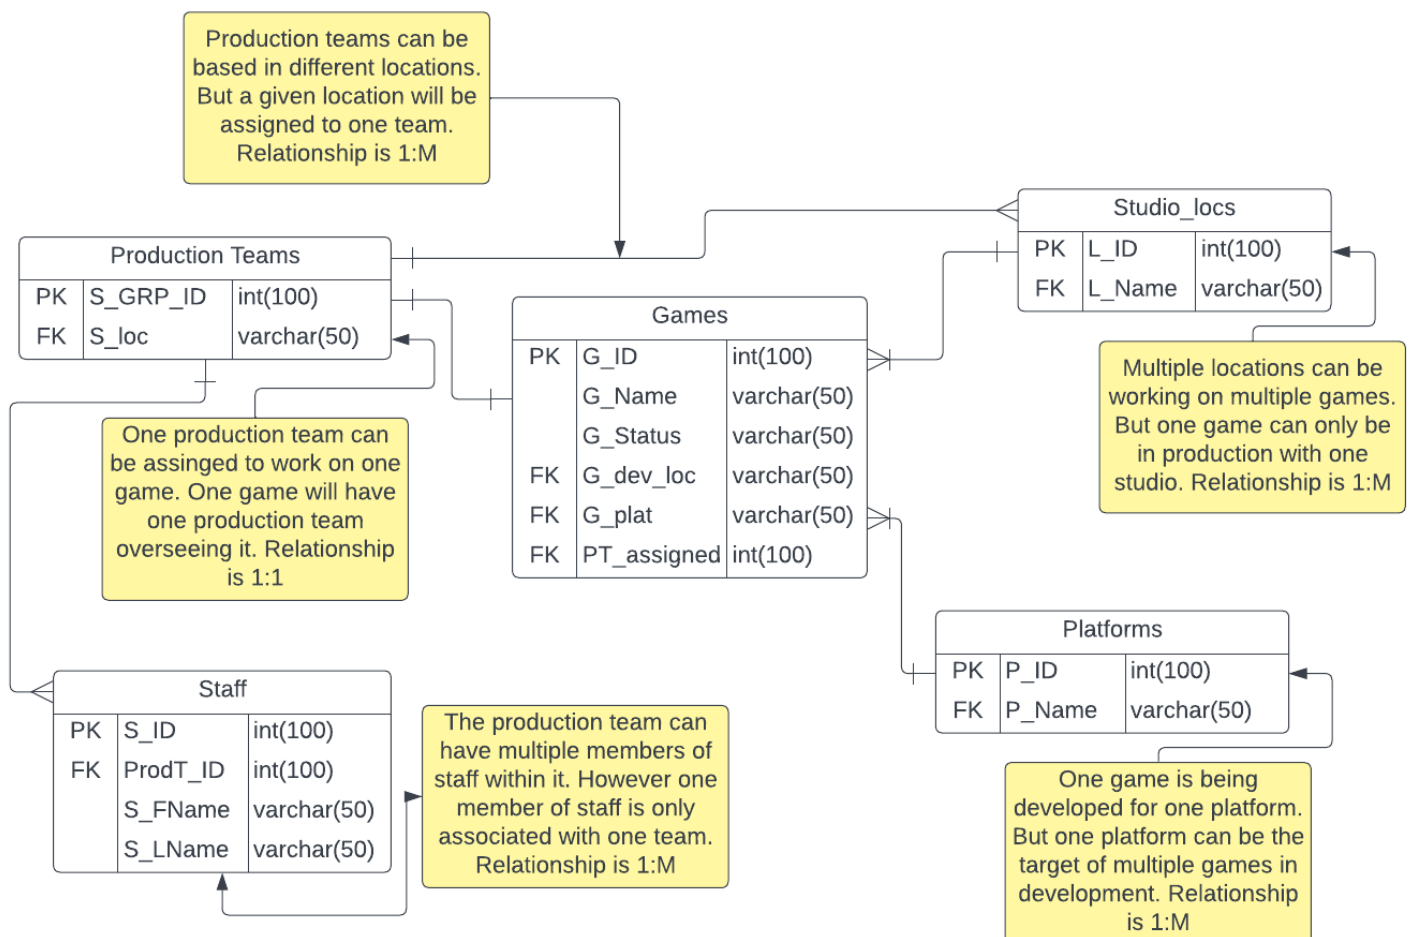 Production teams can be
based in different locations.
But a given location will be
assigned to one team.
Relationship is 1:M
Studio_locs
PK L_ID int(100)
FK L_Name varchar(50)
Production Teams
PK S_GRP_ID int(100)
FK S_loc varchar(50)
Games
PK G_ID int(100)
G_Name varchar(50)
G_Status varchar(50)
FK G_dev_loc varchar(50)
FK G_plat varchar(50)
FK PT_assigned int(100)
Multiple locations can be
working on multiple games.
But one game can only be
in production with one
studio. Relationship is 1:M
One production team can
be assinged to work on one
game. One game will have
one production team
overseeing it. Relationship
is 1:1
Platforms
PK P_ID int(100)
FK P_Name varchar(50)
Staff
PK S_ID int(100)
FK ProdT_ID int(100)
S_FName varchar(50)
S_LName varchar(50)
The production team can
have multiple members of
staff within it. However one
member of staff is only
associated with one team.
Relationship is 1:M
One game is being
developed for one platform.
But one platform can be the
target of multiple games in
development. Relationship
is 1:M